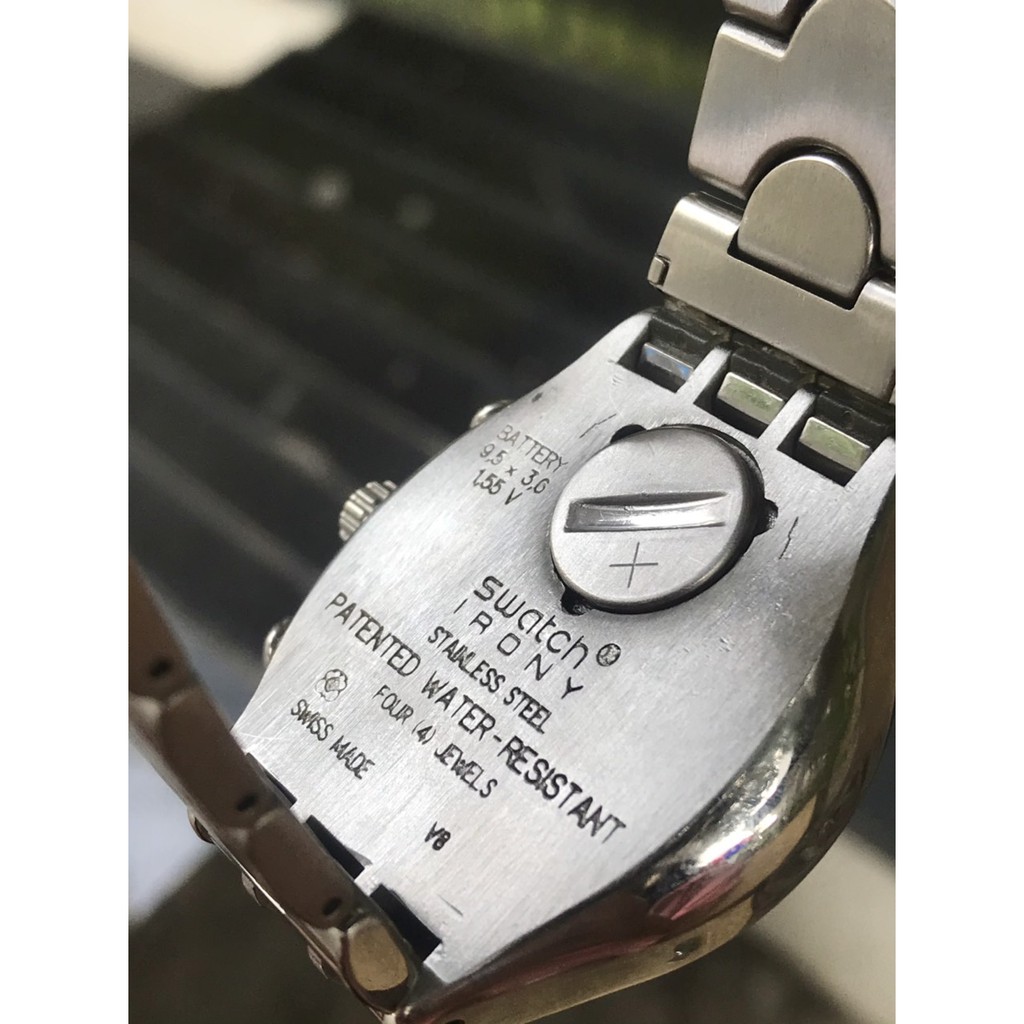 BATTERY
9,5 x 3,6
1,55 V
+
swatch®
IRONY
STAINLESS STEEL
PATENTED WATER-RESISTANT
FOUR (4) JEWELS
SWISS MADE
V8